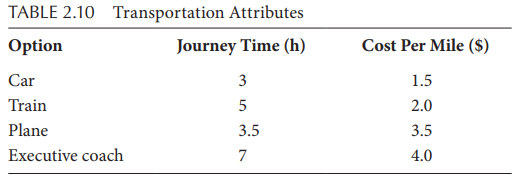 TABLE 2.10 Transportation Attributes
Option Journey Time (h) Cost Per Mile ($)
Car 3 1.5
Train 5 2.0
Plane 3.5 3.5
Executive coach 7 4.0